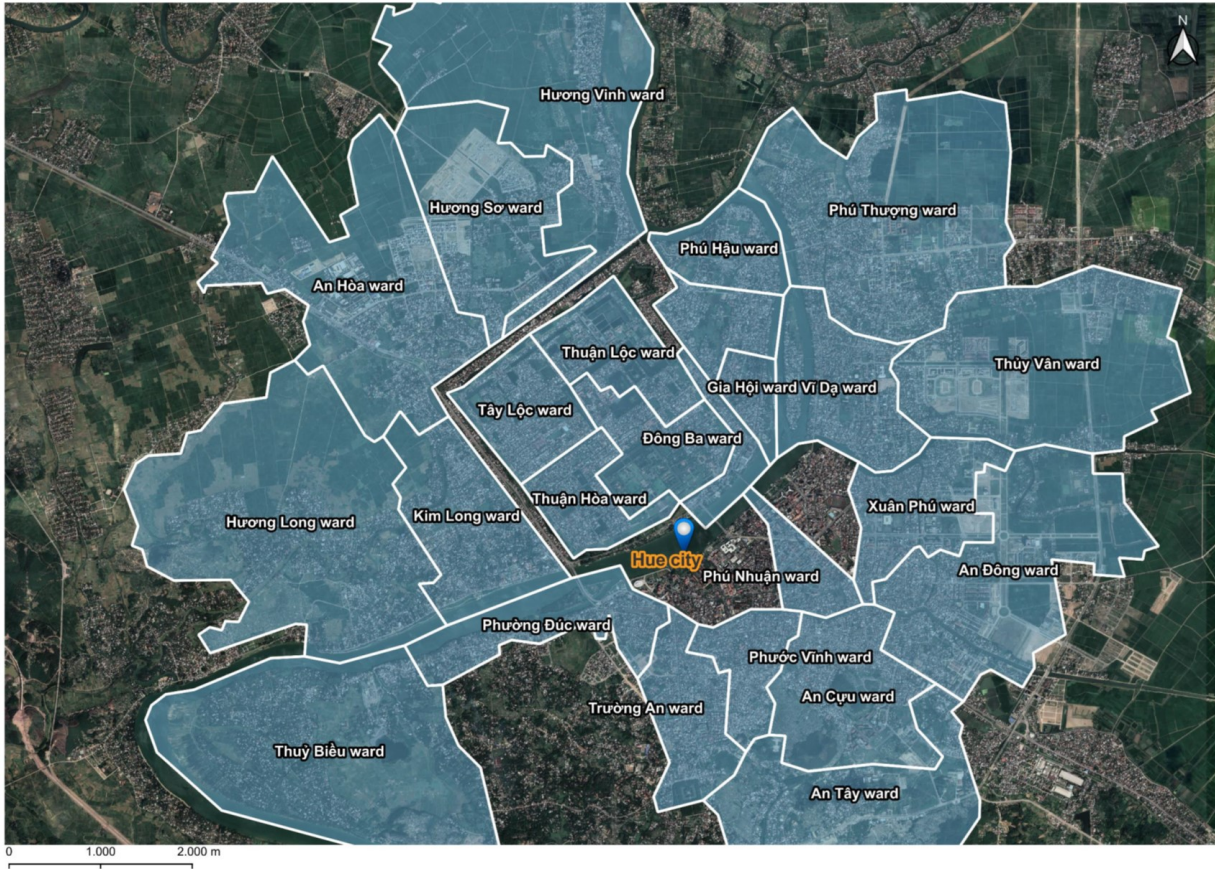 N
Hương Vinh ward
Hương Sơ ward
Phú Thượng ward
Phú Hậu ward
An Hòa ward
Thuận Lộc ward
Thủy Vân ward
Gia Hội ward
Vĩ Dạ ward
Tây Lộc ward
Đông Ba ward
Thuận Hòa ward
Xuân Phú ward
Hương Long ward
Kim Long ward
Hue city
An Đông ward
Phú Nhuận ward
Phường Đúc ward
Phước Vĩnh ward
An Cựu ward
Trường An ward
Thuỷ Biều ward
An Tây ward
0 1.000 2.000 m